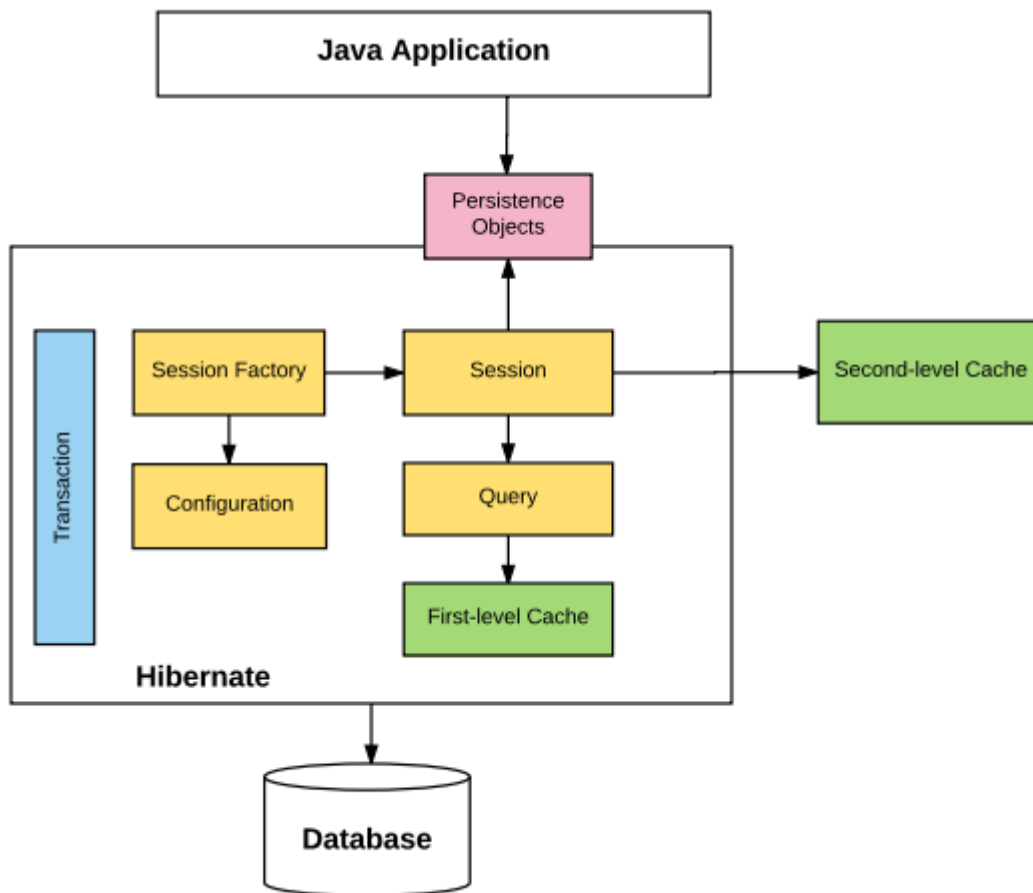 Java Application
Persistence
Objects
Session Factory
Session
Second-level Cache
Transaction
Configuration
Query
First-level Cache
Hibernate
Database